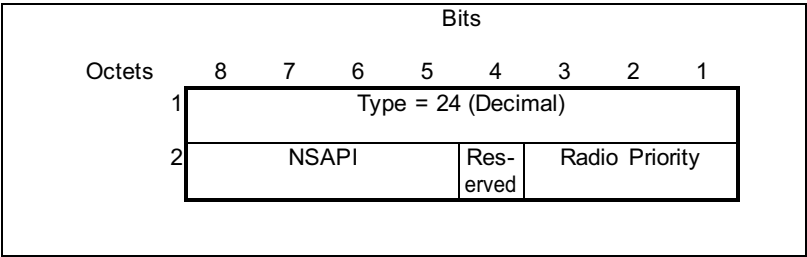 Bits
Octets 8 7 6 5 4 3 2 1
1 Type = 24 (Decimal)
2 NSAPI Res- Radio Priority
erved